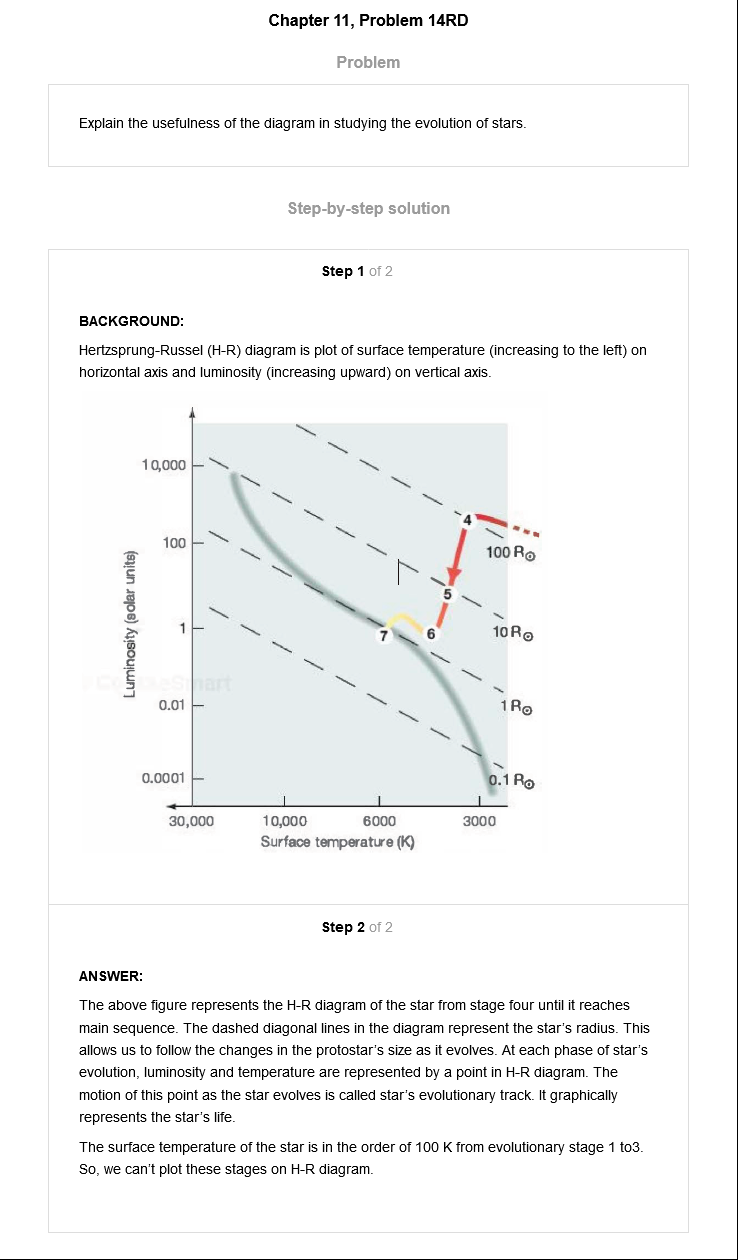 Chapter 11, Problem 14RD
Problem
Explain the usefulness of the diagram in studying the evolution of stars.
Step-by-step solution
Step 1 of 2
BACKGROUND:
Hertzsprung-Russel (H-R) diagram is plot of surface temperature (increasing to the left) on
horizontal axis and luminosity (increasing upward) on vertical axis.
10,000
100
1
0.01
0.0001
Luminosity (solar units)
4
100 R⊙
5
10 R⊙
7
6
1 R⊙
0.1 R⊙
30,000
10,000
6000
3000
Surface temperature (K)
Step 2 of 2
ANSWER:
The above figure represents the H-R diagram of the star from stage four until it reaches
main sequence. The dashed diagonal lines in the diagram represent the star’s radius. This
allows us to follow the changes in the protostar’s size as it evolves. At each phase of star’s
evolution, luminosity and temperature are represented by a point in H-R diagram. The
motion of this point as the star evolves is called star’s evolutionary track. It graphically
represents the star’s life.
The surface temperature of the star is in the order of 100 K from evolutionary stage 1 to3.
So, we can’t plot these stages on H-R diagram.